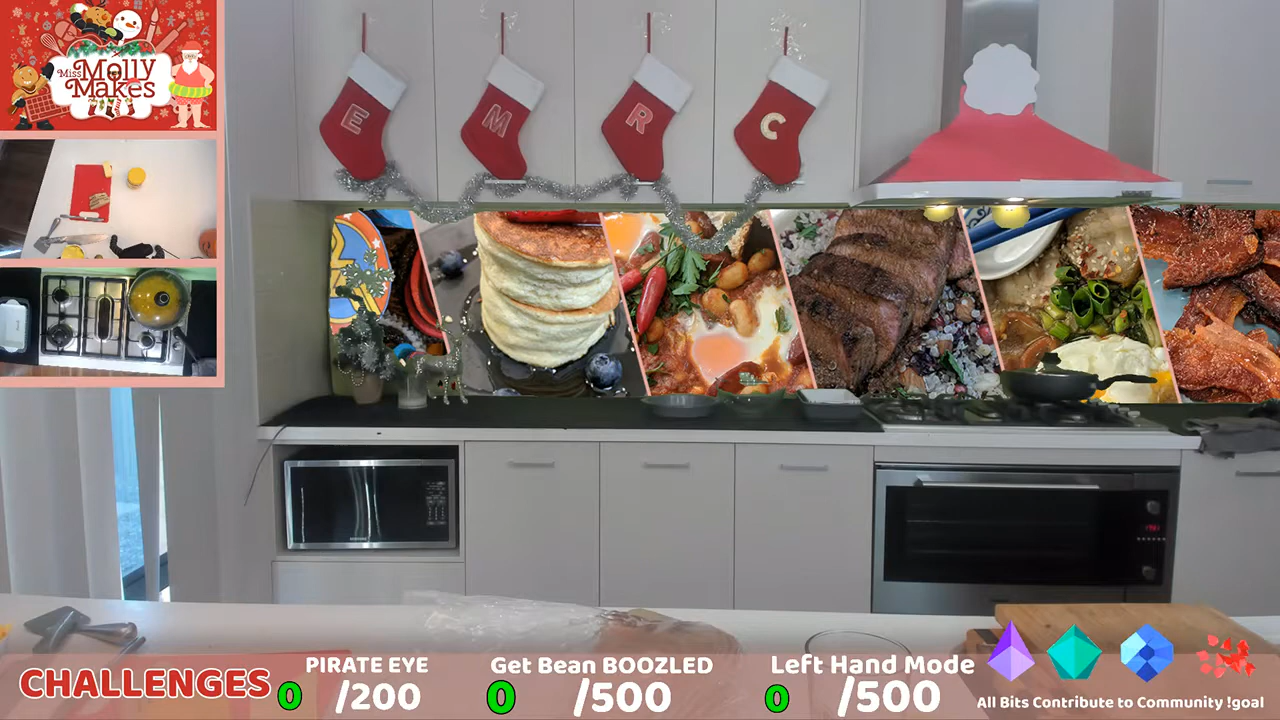 Miss
Molly
Makes
E M R C
CHALLENGES
PIRATE EYE
0 /200
Get Bean BOOZLED
0 /500
Left Hand Mode
0 /500
All Bits Contribute to Community !goal